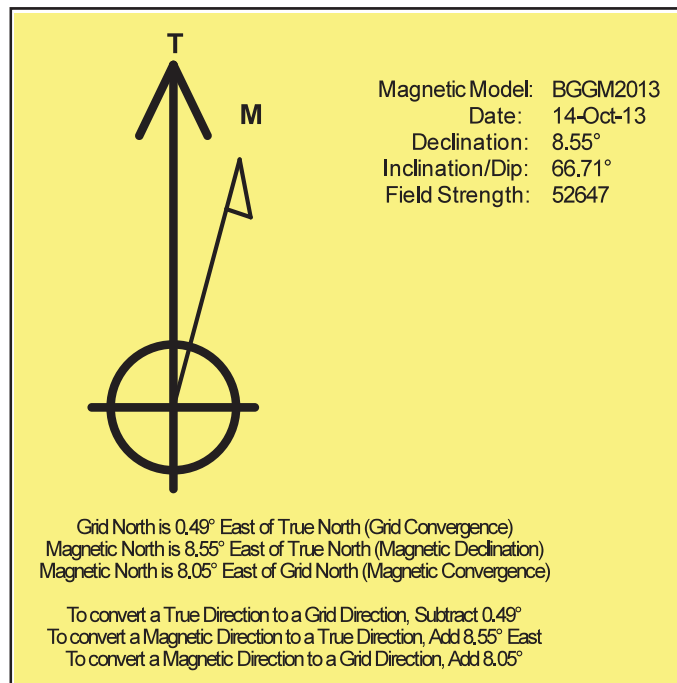 T
M
Magnetic Model: BGGM2013
Date: 14-Oct-13
Declination: 8.55°
Inclination/Dip: 66.71°
Field Strength: 52647
Grid North is 0.49° East of True North (Grid Convergence)
Magnetic North is 8.55° East of True North (Magnetic Declination)
Magnetic North is 8.05° East of Grid North (Magnetic Convergence)
To convert a True Direction to a Grid Direction, Subtract 0.49°
To convert a Magnetic Direction to a True Direction, Add 8.55° East
To convert a Magnetic Direction to a Grid Direction, Add 8.05°